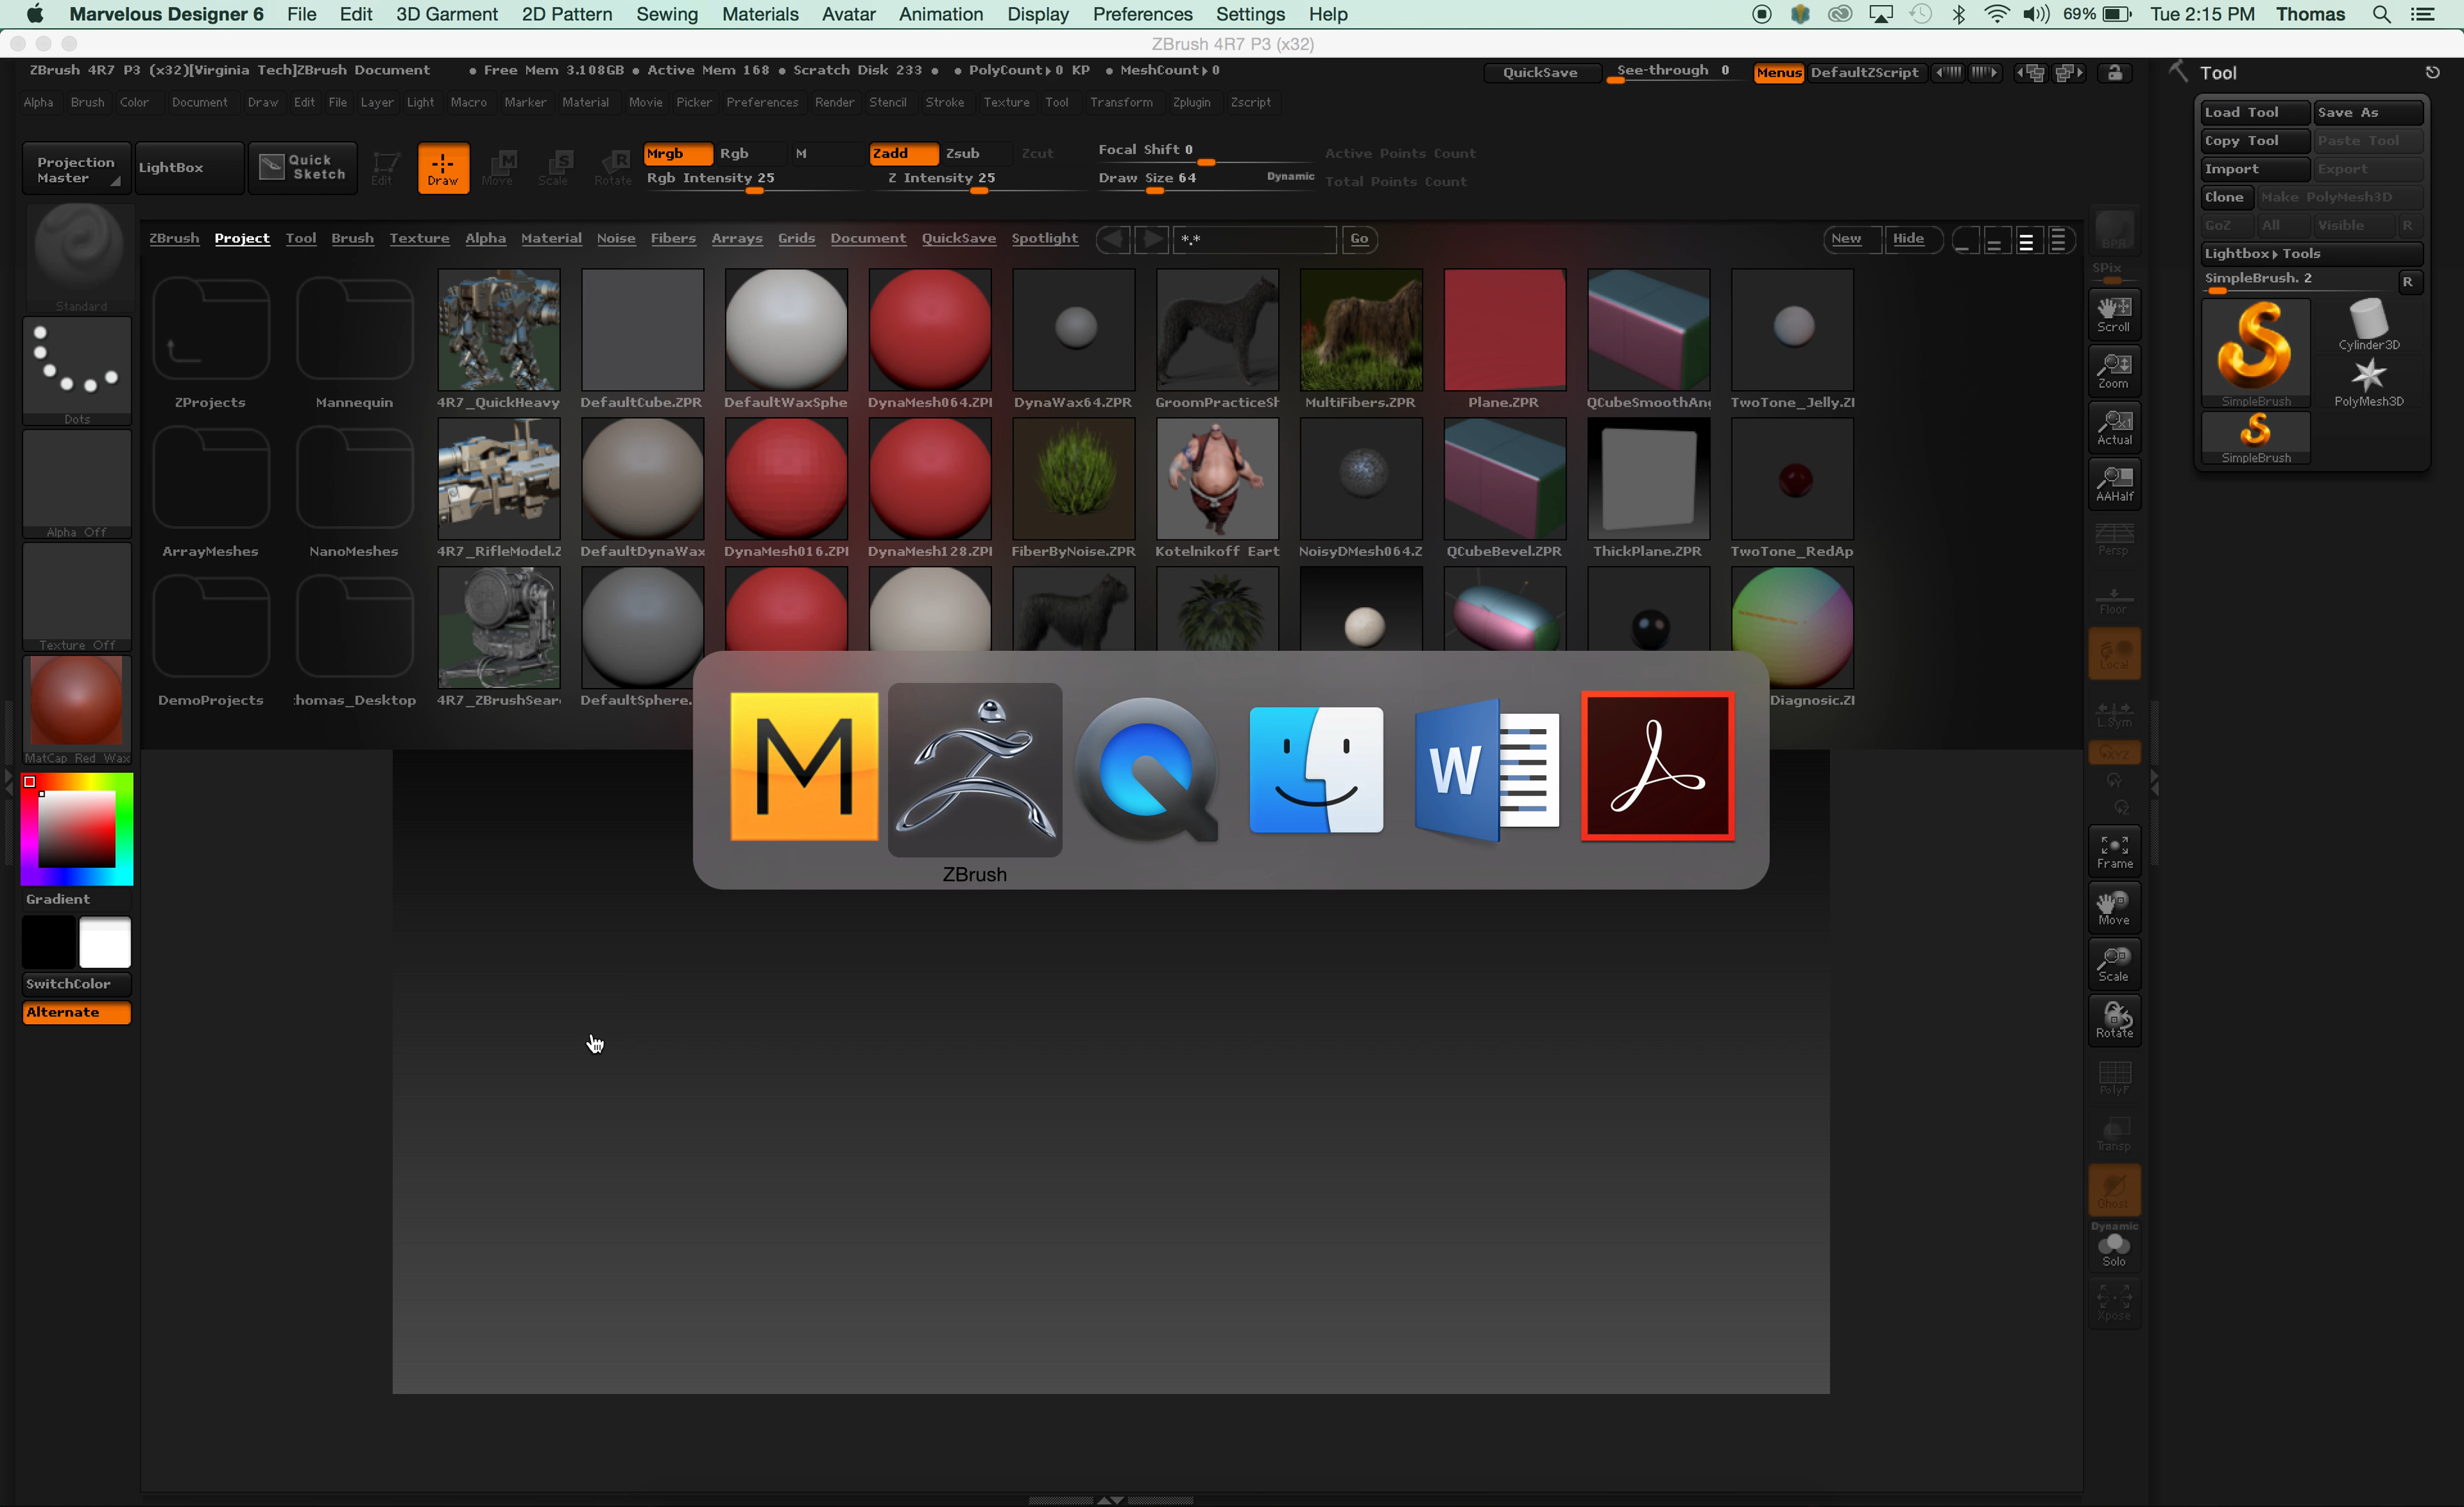 Marvelous Designer 6 File Edit 3D Garment 2D Pattern Sewing Materials Avatar Animation Display Preferences Settings Help 69% Tue 2:15 PM Thomas
ZBrush 4R7 P3 (x32)
ZBrush 4R7 P3 (x32)[Virginia Tech]ZBrush Document • Free Mem 3.108GB • Active Mem 168 • Scratch Disk 233 • • PolyCount▸0 KP • MeshCount▸0
QuickSave See-through 0 Menus DefaultZScript
Alpha Brush Color Document Draw Edit File Layer Light Macro Marker Material Movie Picker Preferences Render Stencil Stroke Texture Tool Transform Zplugin Zscript
Projection Master LightBox Quick Sketch Edit Draw Move Scale Rotate
Mrgb Rgb M Zadd Zsub Zcut Focal Shift 0 Active Points Count
Rgb Intensity 25 Z Intensity 25 Draw Size 64 Dynamic Total Points Count
ZBrush Project Tool Brush Texture Alpha Material Noise Fibers Arrays Grids Document QuickSave Spotlight *.* Go New Hide
ZProjects Mannequin 4R7_QuickHeavy DefaultCube.ZPR DefaultWaxSphe DynaMesh064.ZPI DynaWax64.ZPR GroomPracticeSh MultiFibers.ZPR Plane.ZPR QCubeSmoothAng TwoTone_Jelly.ZI
ArrayMeshes NanoMeshes 4R7_RifleModel.Z DefaultDynaWax DynaMesh016.ZPI DynaMesh128.ZPI FiberByNoise.ZPR Kotelnikoff Eart NoisyDMesh064.Z QCubeBevel.ZPR ThickPlane.ZPR TwoTone_RedAp
DemoProjects :homas_Desktop 4R7_ZBrushSear DefaultSphere. Diagnosic.ZI
W
ZBrush
Standard
Dots
Alpha Off
Texture Off
MatCap Red Wax
Gradient
SwitchColor
Alternate
BPR
SPix
Scroll
Zoom
Actual
AAHalf
Persp
Floor
Local
L.Sym
XYZ
Frame
Move
Scale
Rotate
PolyF
Transp
Ghost
Dynamic
Solo
Xpose
Tool
Load Tool Save As
Copy Tool Paste Tool
Import Export
Clone Make PolyMesh3D
GoZ All Visible R
Lightbox▸Tools
SimpleBrush. 2 R
SimpleBrush Cylinder3D
PolyMesh3D
SimpleBrush